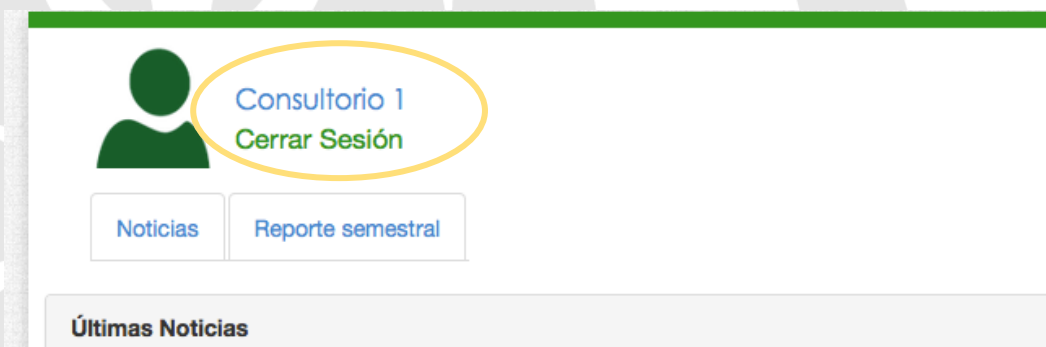 Consultorio 1
Cerrar Sesión
Noticias
Reporte semestral
Últimas Noticias